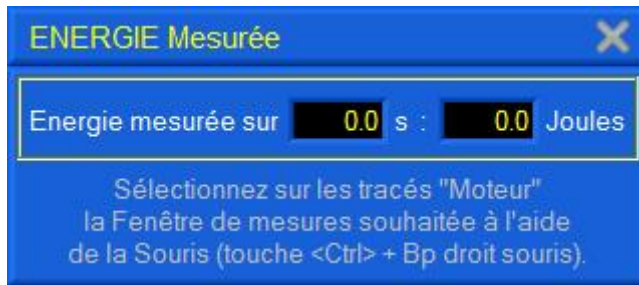 ENERGIE Mesurée
Energie mesurée sur 0.0 s : 0.0 Joules
Sélectionnez sur les tracés "Moteur"
la Fenêtre de mesures souhaitée à l'aide
de la Souris (touche <Ctrl> + Bp droit souris).